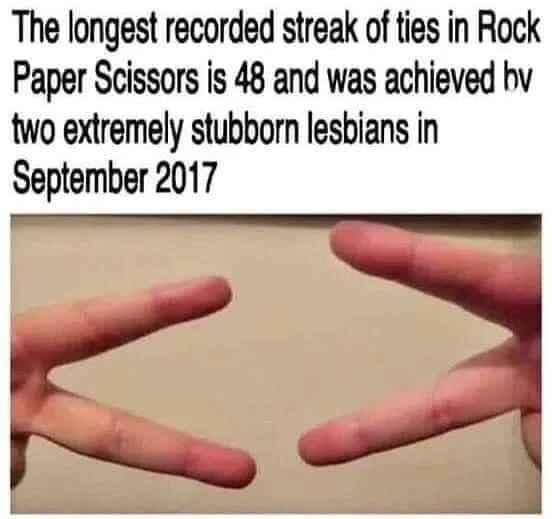 The longest recorded streak of ties in Rock
Paper Scissors is 48 and was achieved by
two extremely stubborn lesbians in
September 2017